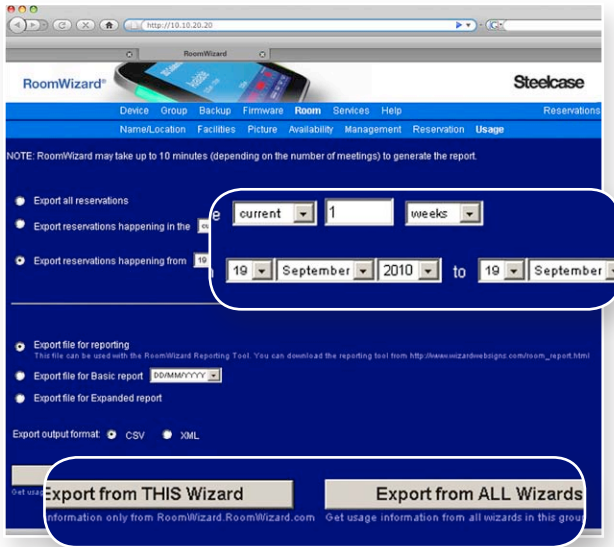 http://10.10.20.20
RoomWizard
RoomWizard® Steelcase
Device Group Backup Firmware Room Services Help Reservations
Name/Location Facilities Picture Availability Management Reservation Usage
NOTE: RoomWizard may take up to 10 minutes (depending on the number of meetings) to generate the report.
Export all reservations
Export reservations happening in the
current 1 weeks
Export reservations happening from 19
19 September 2010 to 19 September
Export file for reporting
This file can be used with the RoomWizard Reporting Tool. You can download the reporting tool from http://www.wizardwebsigns.com/room_report.html
Export file for Basic report DD/MM/YYYY
Export file for Expanded report
Export output format: CSV XML
Export from THIS Wizard Export from ALL Wizards
information only from RoomWizard.RoomWizard.com Get usage information from all wizards in this group